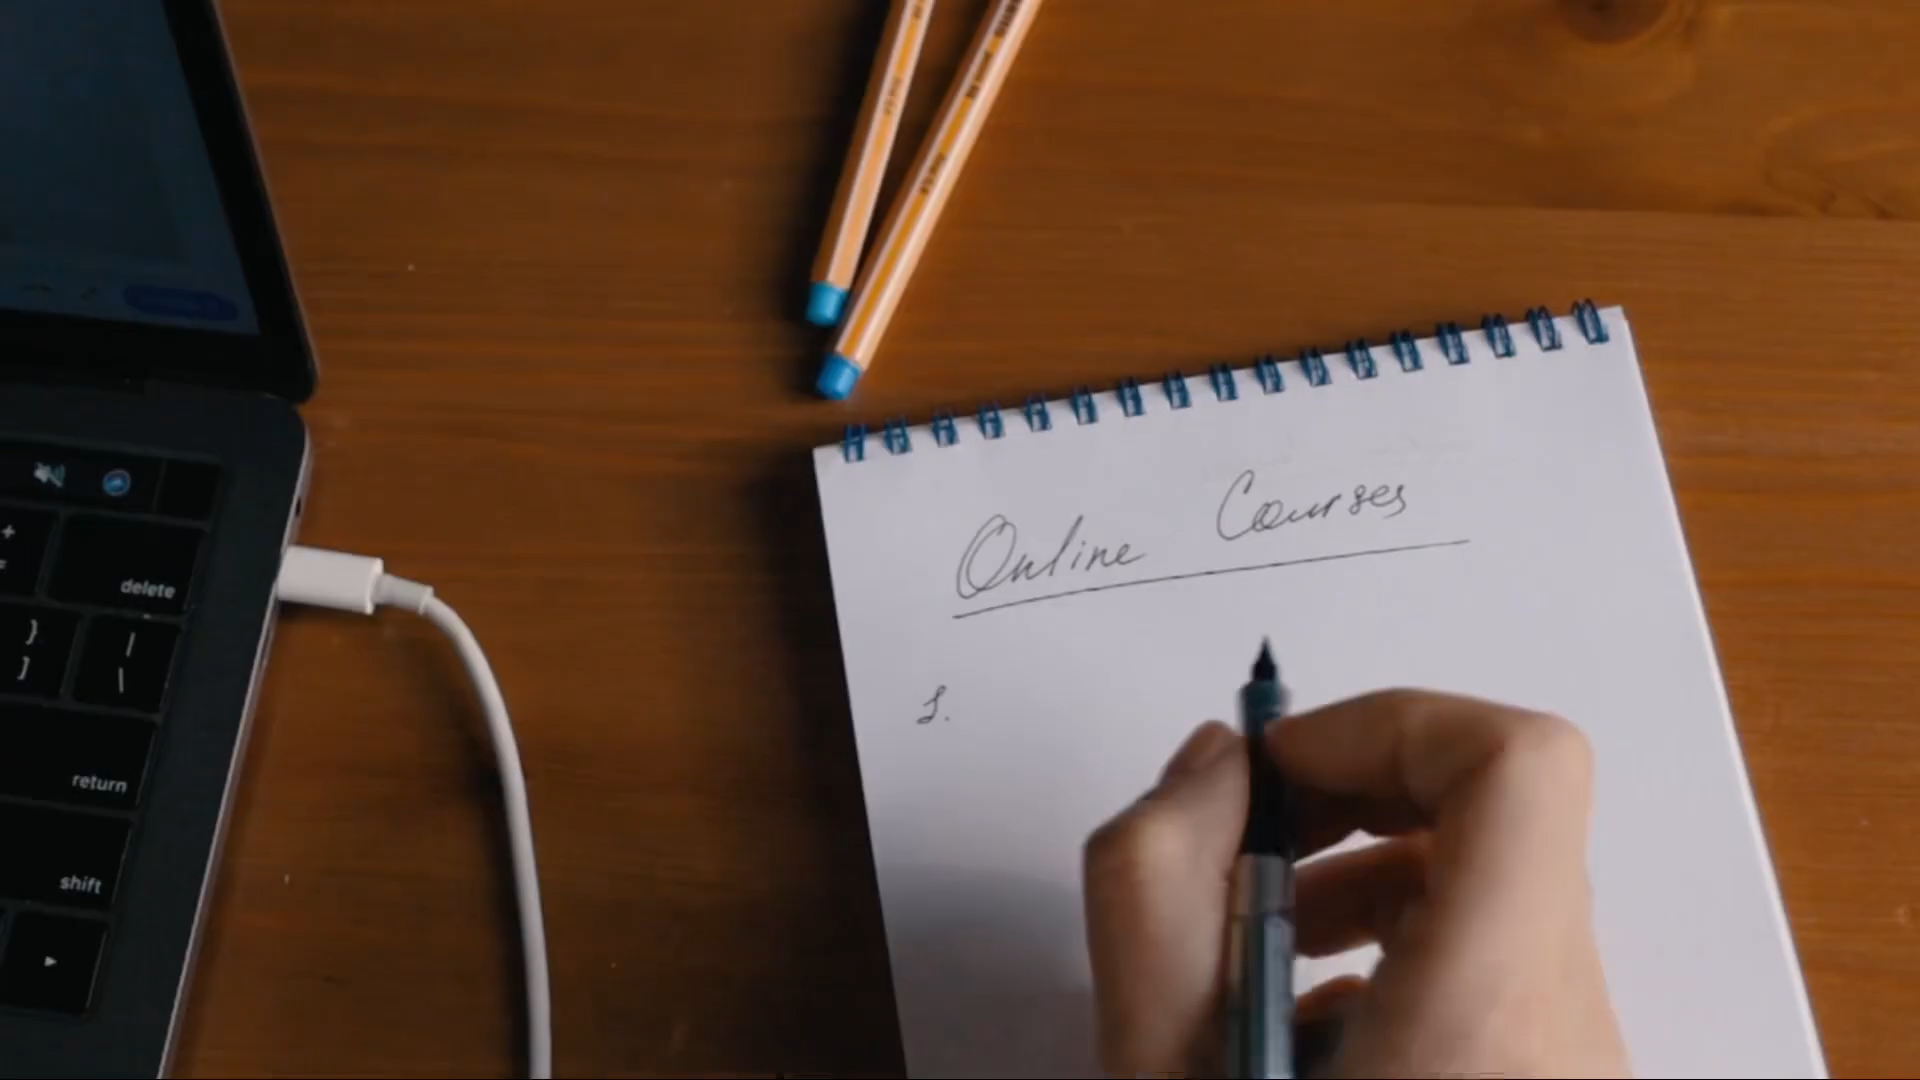 Online Courses
1.
+
=
delete
}
]
|
\
return
shift